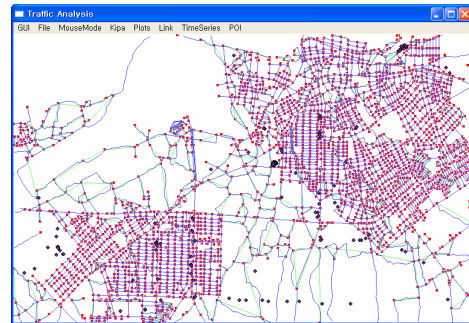 Traffic Analysis
GUI File MouseMode Kipa Plots Link TimeSeries POI